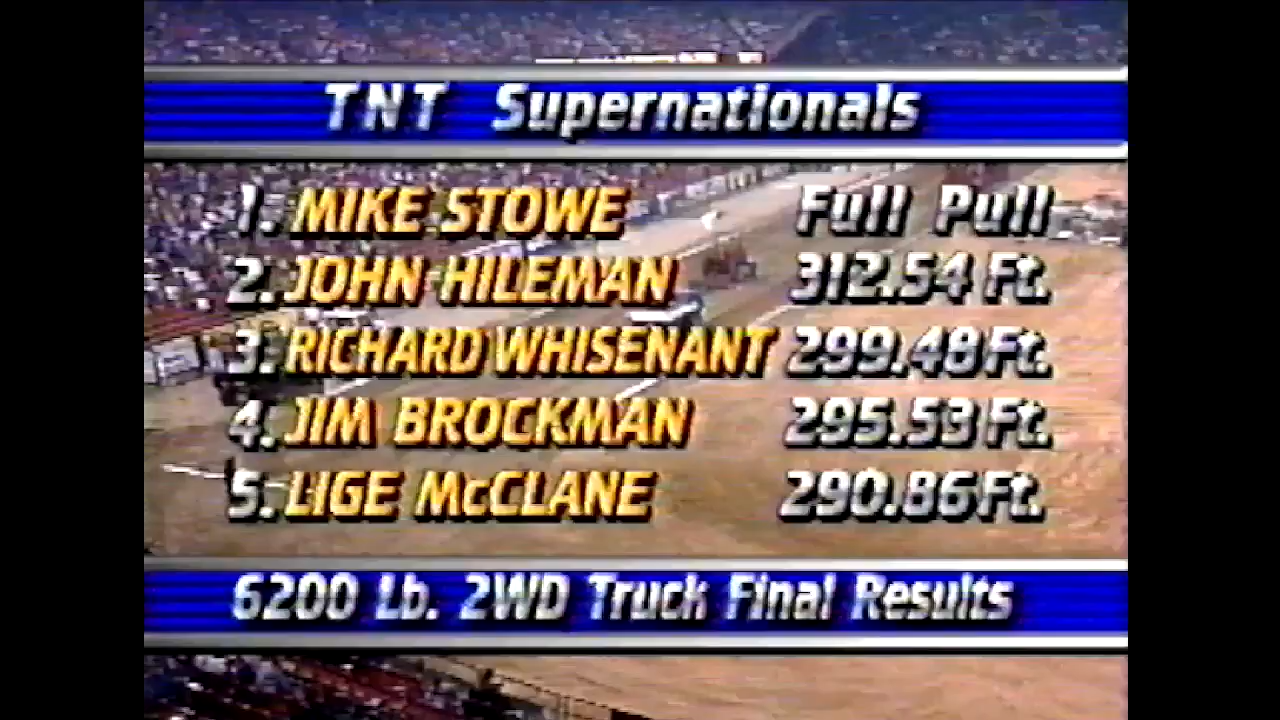 TNT Supernationals
1. MIKE STOWE Full Pull
2. JOHN HILEMAN 312.54 Ft.
3. RICHARD WHISENANT 299.48 Ft.
4. JIM BROCKMAN 295.53 Ft.
5. LIGE McCLANE 290.86 Ft.
6200 Lb. 2WD Truck Final Results